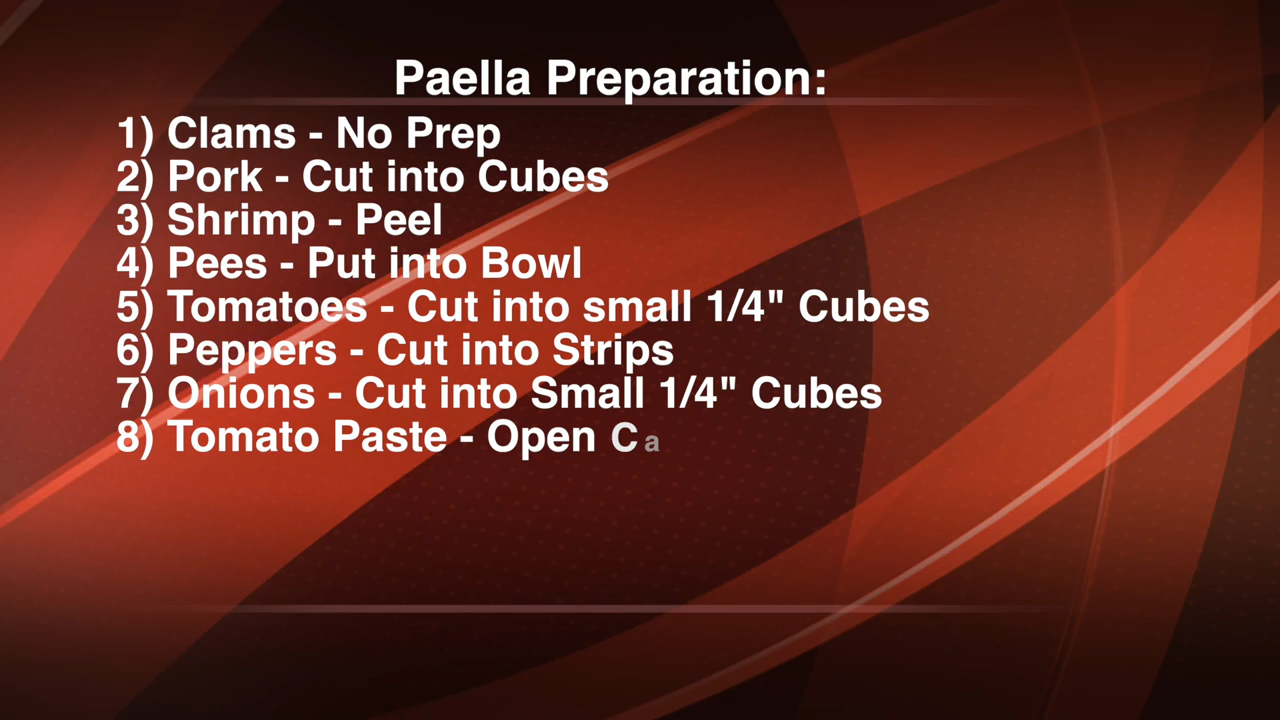 Paella Preparation:
1) Clams - No Prep
2) Pork - Cut into Cubes
3) Shrimp - Peel
4) Pees - Put into Bowl
5) Tomatoes - Cut into small 1/4" Cubes
6) Peppers - Cut into Strips
7) Onions - Cut into Small 1/4" Cubes
8) Tomato Paste - Open Ca